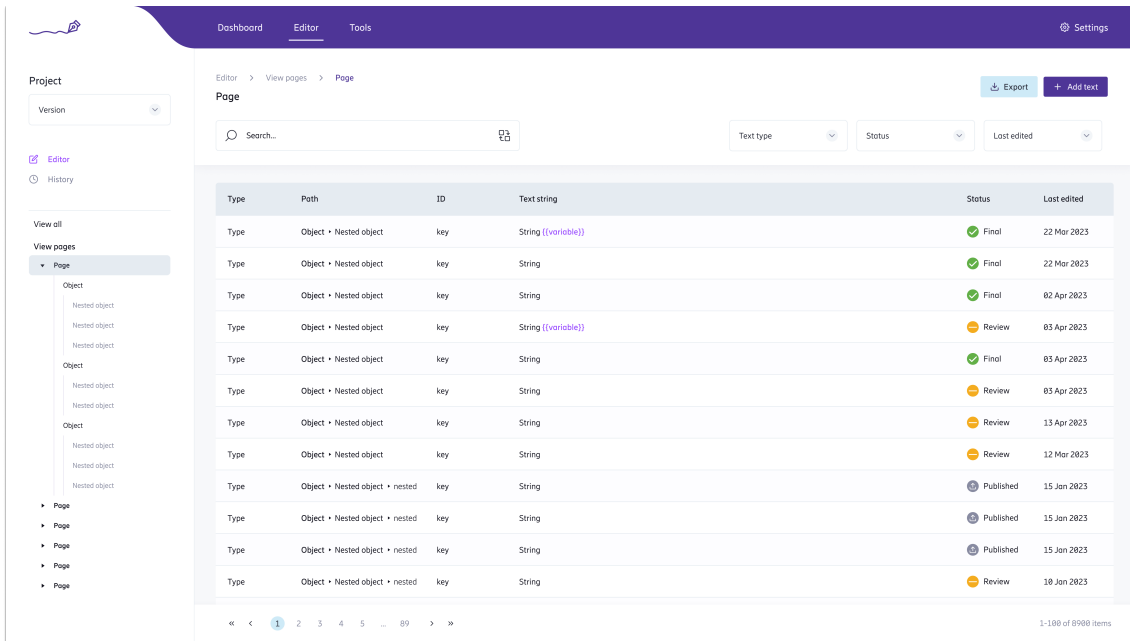 Dashboard Editor Tools Settings
Project
Version
Editor
History
View all
View pages
Page
Object
Nested object
Nested object
Nested object
Object
Nested object
Nested object
Object
Nested object
Nested object
Nested object
Page
Page
Page
Page
Page
Editor > View pages > Page
Page
Export + Add text
Search... Text type Status Last edited
Type Path ID Text string Status Last edited
Type Object ‣ Nested object key String {{variable}} Final 22 Mar 2023
Type Object ‣ Nested object key String Final 22 Mar 2023
Type Object ‣ Nested object key String Final 02 Apr 2023
Type Object ‣ Nested object key String {{variable}} Review 03 Apr 2023
Type Object ‣ Nested object key String Final 03 Apr 2023
Type Object ‣ Nested object key String Review 03 Apr 2023
Type Object ‣ Nested object key String Review 13 Apr 2023
Type Object ‣ Nested object key String Review 12 Mar 2023
Type Object ‣ Nested object ‣ nested key String Published 15 Jan 2023
Type Object ‣ Nested object ‣ nested key String Published 15 Jan 2023
Type Object ‣ Nested object ‣ nested key String Published 15 Jan 2023
Type Object ‣ Nested object ‣ nested key String Review 10 Jan 2023
« < 1 2 3 4 5 ... 89 > »
1-100 of 8900 items